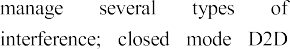 manage several types of
interference; closed mode D2D